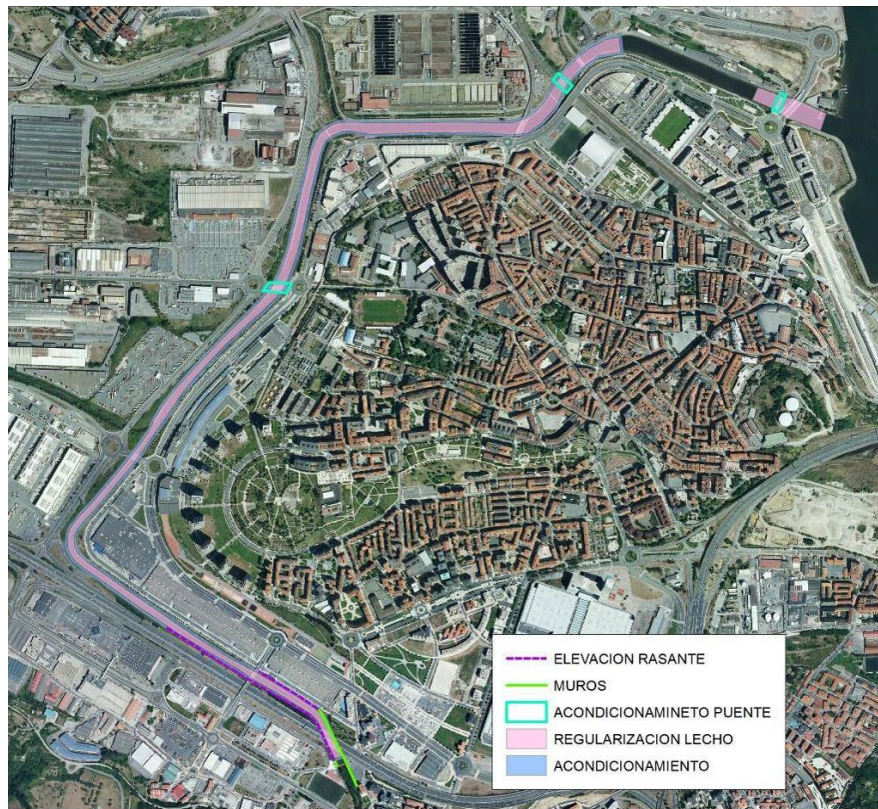 ELEVACION RASANTE
MUROS
ACONDICIONAMINETO PUENTE
REGULARIZACION LECHO
ACONDICIONAMIENTO